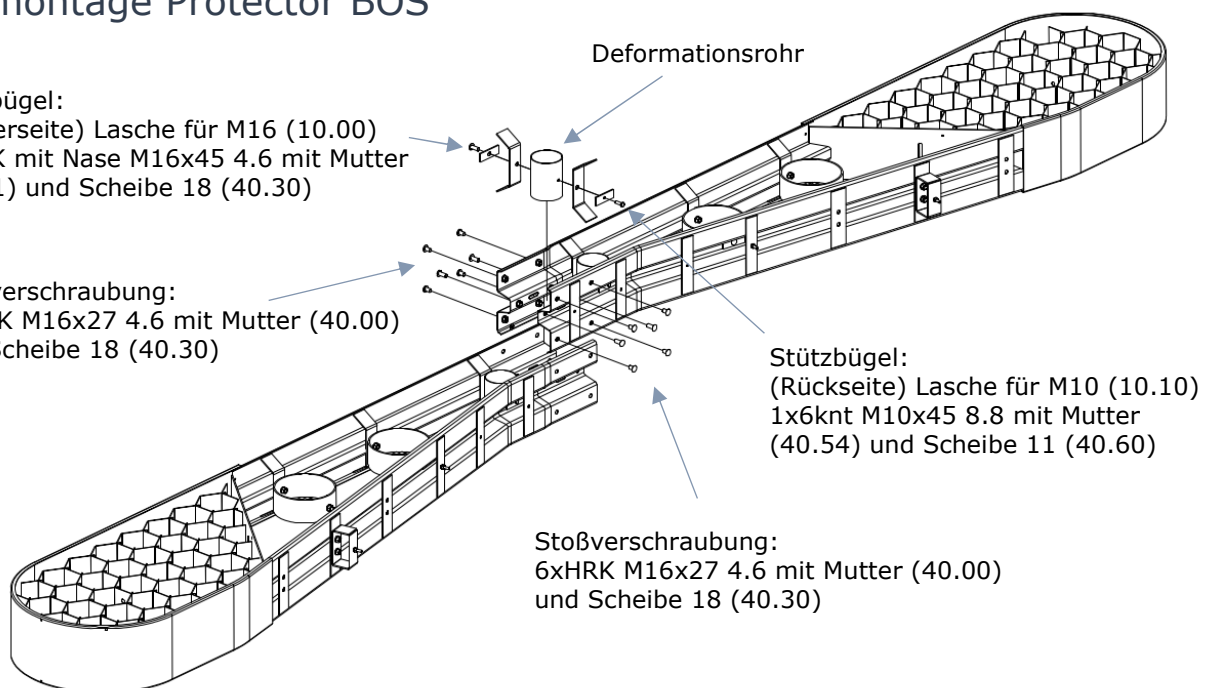 montage Protector BOS
Deformationsrohr
bügel:
erseite) Lasche für M16 (10.00)
K mit Nase M16x45 4.6 mit Mutter
1) und Scheibe 18 (40.30)
verschraubung:
K M16x27 4.6 mit Mutter (40.00)
Scheibe 18 (40.30)
Stützbügel:
(Rückseite) Lasche für M10 (10.10)
1x6knt M10x45 8.8 mit Mutter
(40.54) und Scheibe 11 (40.60)
Stoßverschraubung:
6xHRK M16x27 4.6 mit Mutter (40.00)
und Scheibe 18 (40.30)